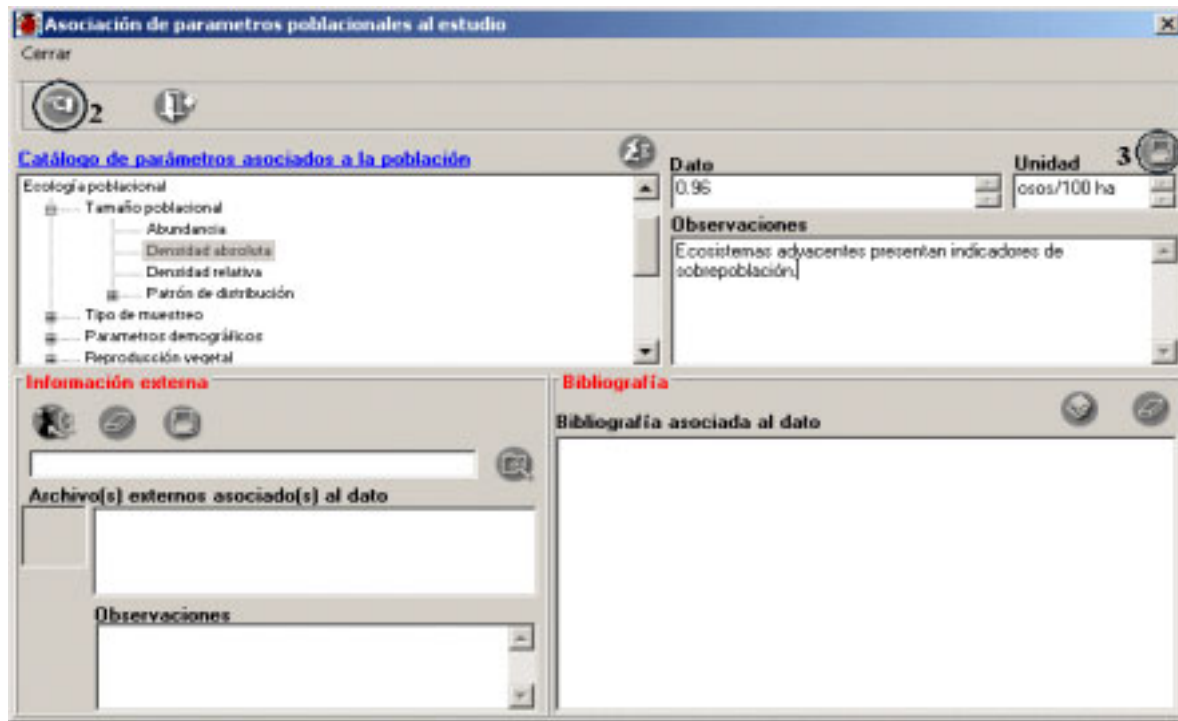 Asociación de parametros poblacionales al estudio
Cerrar
2
Catálogo de parámetros asociados a la población
Ecología poblacional
Tamaño poblacional
Abundancia
Densidad absoluta
Densidad relativa
Patrón de distribución
Tipo de muestreo
Parametros demográficos
Reproducción vegetal
Dato
Unidad
3
0.96
osos/100 ha
Observaciones
Ecosistemas adyacentes presentan indicadores de
sobrepoblación.
Información externa
Archivo(s) externos asociado(s) al dato
Observaciones
Bibliografía
Bibliografía asociada al dato